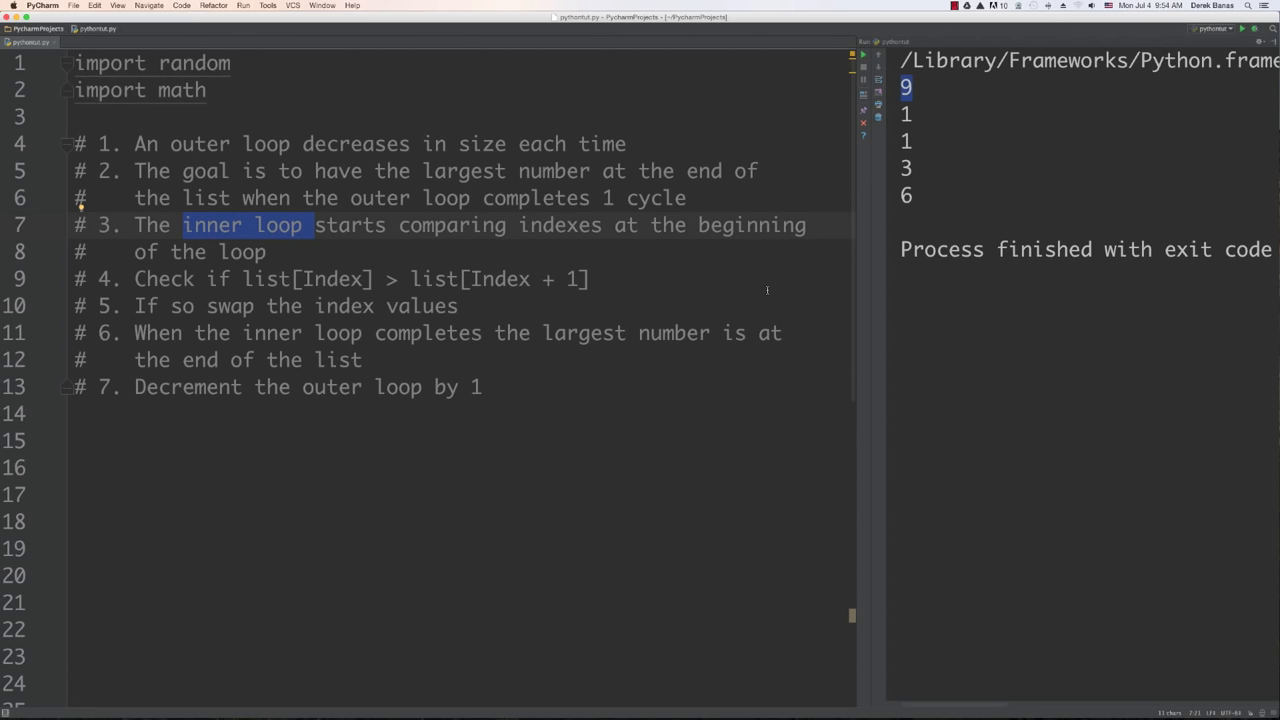 PyCharm File Edit View Navigate Code Refactor Run Tools VCS Window Help
10 Mon Jul 4 9:54 AM Derek Banas
pythontut.py - PycharmProjects - [~/PycharmProjects]
PycharmProjects pythontut.py pythontut
pythontut.py
Run: pythontut
1 import random
2 import math
3
4 # 1. An outer loop decreases in size each time
5 # 2. The goal is to have the largest number at the end of
6 # the list when the outer loop completes 1 cycle
7 # 3. The inner loop starts comparing indexes at the beginning
8 # of the loop
9 # 4. Check if list[Index] > list[Index + 1]
10 # 5. If so swap the index values
11 # 6. When the inner loop completes the largest number is at
12 # the end of the list
13 # 7. Decrement the outer loop by 1
14
15
16
17
18
19
20
21
22
23
24
/Library/Frameworks/Python.frame
9
1
1
3
6
Process finished with exit code
11 chars 7:21 LF‡ UTF-8‡